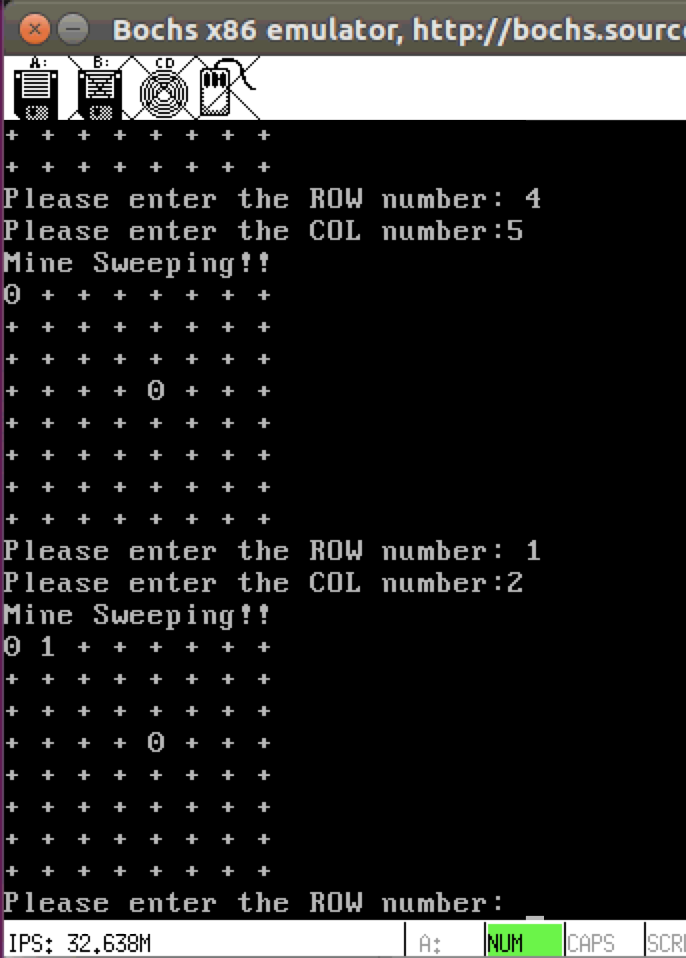 Bochs x86 emulator, http://bochs.sourc
A: B: CD
+ + + + + + + +
+ + + + + + + +
Please enter the ROW number: 4
Please enter the COL number:5
Mine Sweeping!!
0 + + + + + + +
+ + + + + + + +
+ + + + + + + +
+ + + + 0 + + +
+ + + + + + + +
+ + + + + + + +
+ + + + + + + +
+ + + + + + + +
Please enter the ROW number: 1
Please enter the COL number:2
Mine Sweeping!!
0 1 + + + + + +
+ + + + + + + +
+ + + + + + + +
+ + + + 0 + + +
+ + + + + + + +
+ + + + + + + +
+ + + + + + + +
+ + + + + + + +
Please enter the ROW number: _
IPS: 32.638M A: NUM CAPS SCR